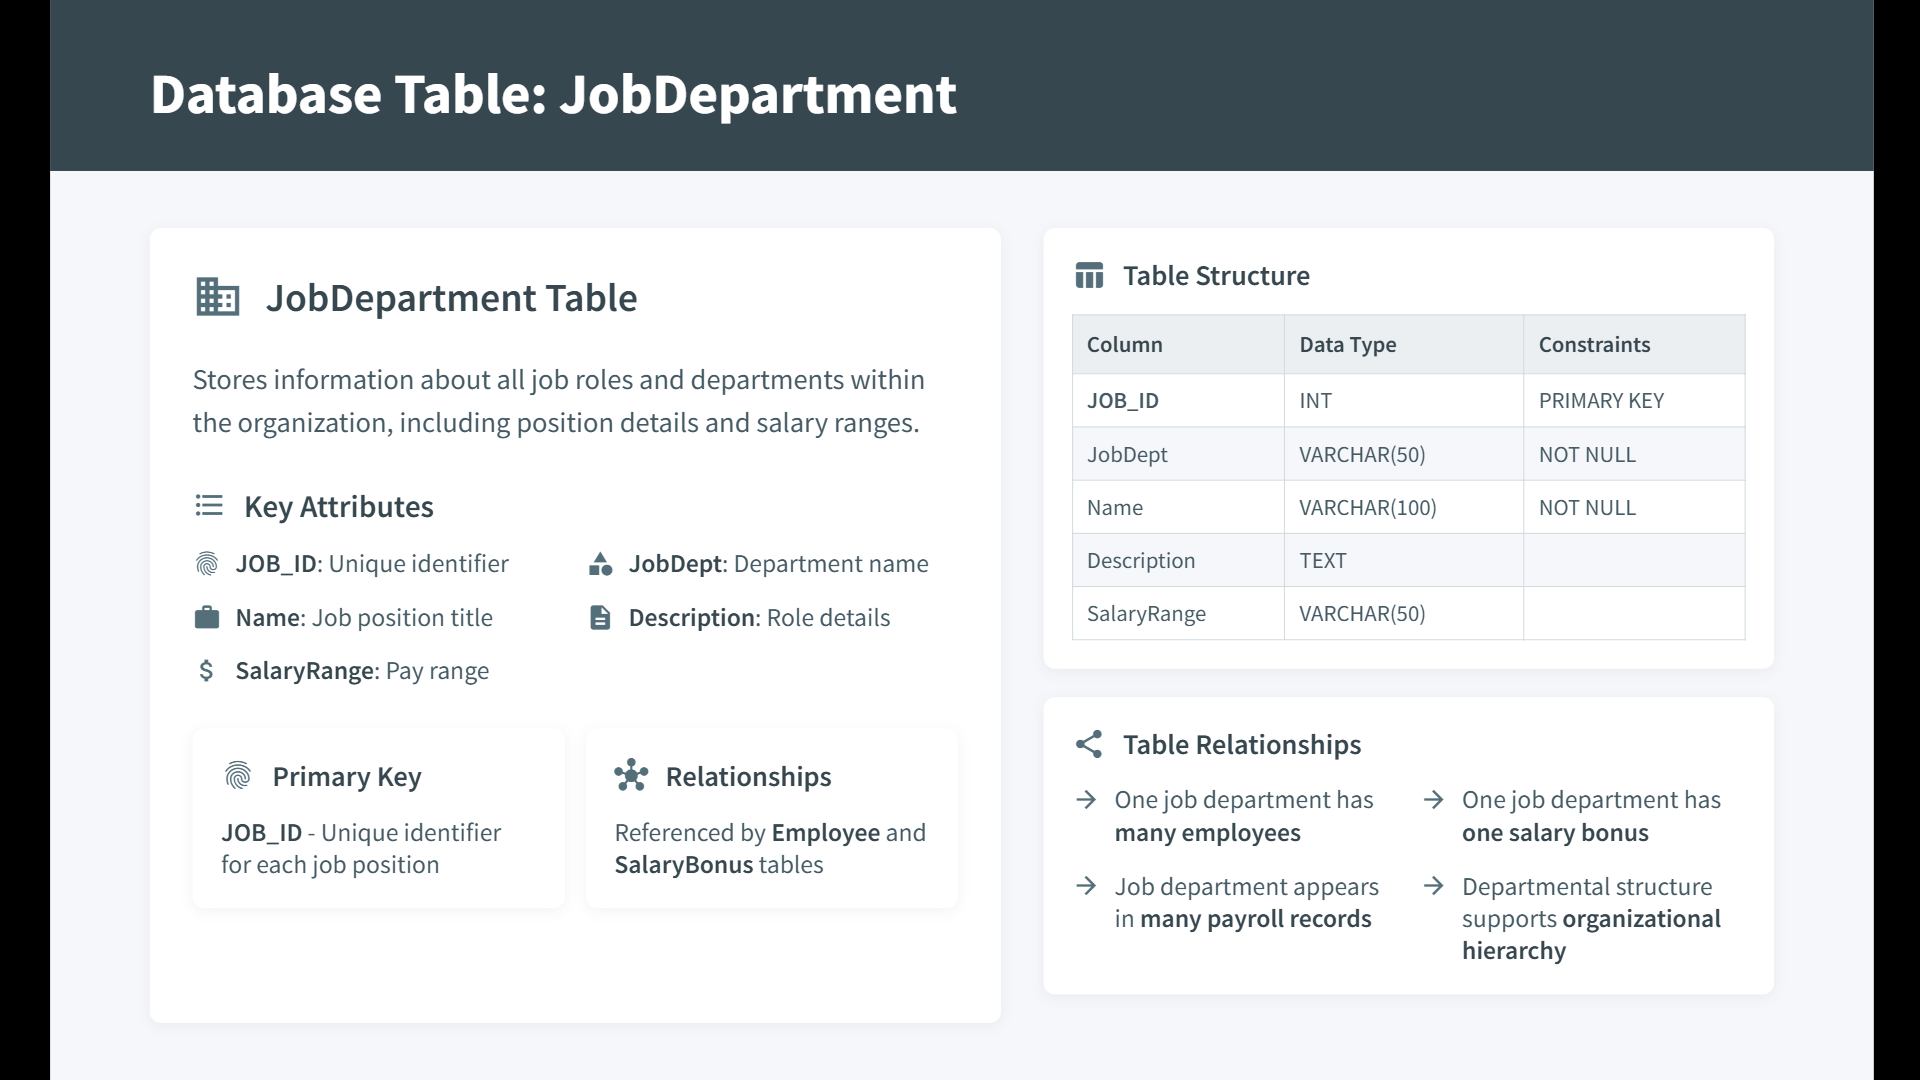 Database Table: JobDepartment
JobDepartment Table
Stores information about all job roles and departments within
the organization, including position details and salary ranges.
Key Attributes
JOB_ID: Unique identifier
JobDept: Department name
Name: Job position title
Description: Role details
SalaryRange: Pay range
Primary Key
JOB_ID - Unique identifier
for each job position
Relationships
Referenced by Employee and
SalaryBonus tables
Table Structure
Column Data Type Constraints
JOB_ID INT PRIMARY KEY
JobDept VARCHAR(50) NOT NULL
Name VARCHAR(100) NOT NULL
Description TEXT
SalaryRange VARCHAR(50)
Table Relationships
One job department has
many employees
One job department has
one salary bonus
Job department appears
in many payroll records
Departmental structure
supports organizational
hierarchy